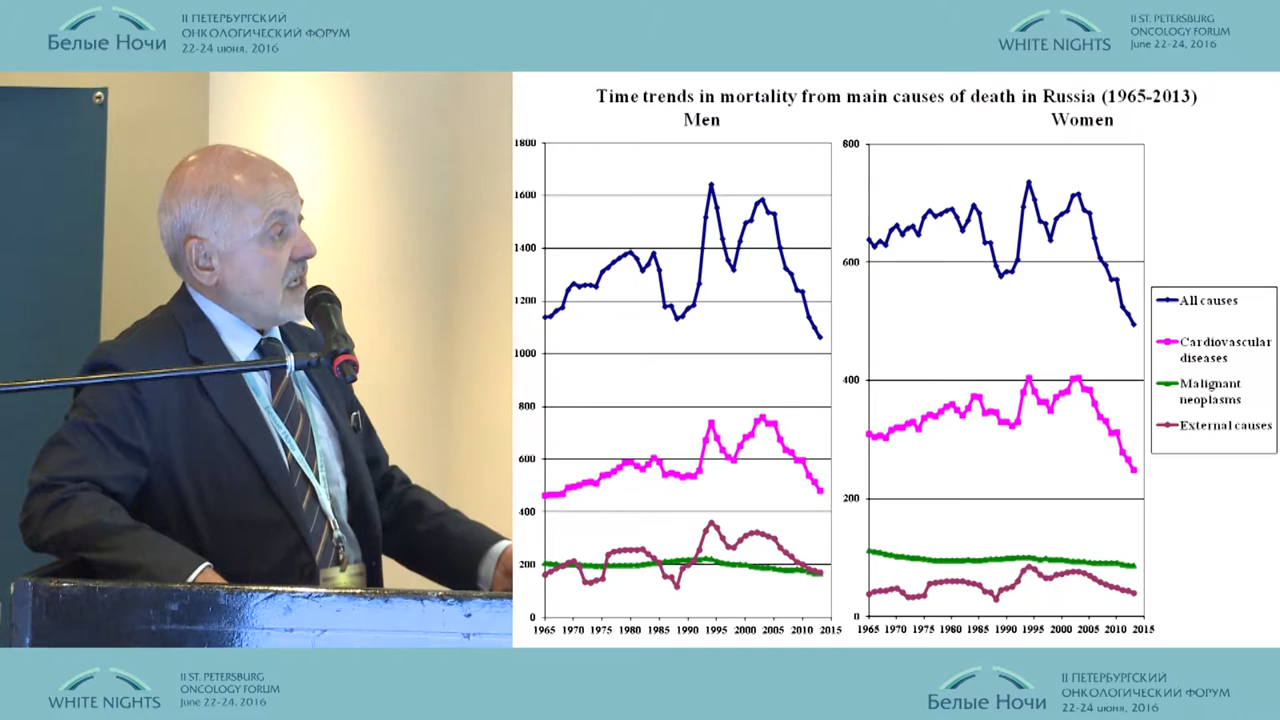 Белые Ночи
II ПЕТЕРБУРГСКИЙ
ОНКОЛОГИЧЕСКИЙ ФОРУМ
22-24 июня, 2016
WHITE NIGHTS
II ST. PETERSBURG
ONCOLOGY FORUM
June 22-24, 2016
Time trends in mortality from main causes of death in Russia (1965-2013)
Men
Women
1800
1600
1400
1200
1000
800
600
400
200
0
1965 1970 1975 1980 1985 1990 1995 2000 2005 2010 2015
800
600
400
200
0
1965 1970 1975 1980 1985 1990 1995 2000 2005 2010 2015
All causes
Cardiovascular
diseases
Malignant
neoplasms
External causes
WHITE NIGHTS
II ST. PETERSBURG
ONCOLOGY FORUM
June 22-24, 2016
Белые Ночи
II ПЕТЕРБУРГСКИЙ
ОНКОЛОГИЧЕСКИЙ ФОРУМ
22-24 июня, 2016